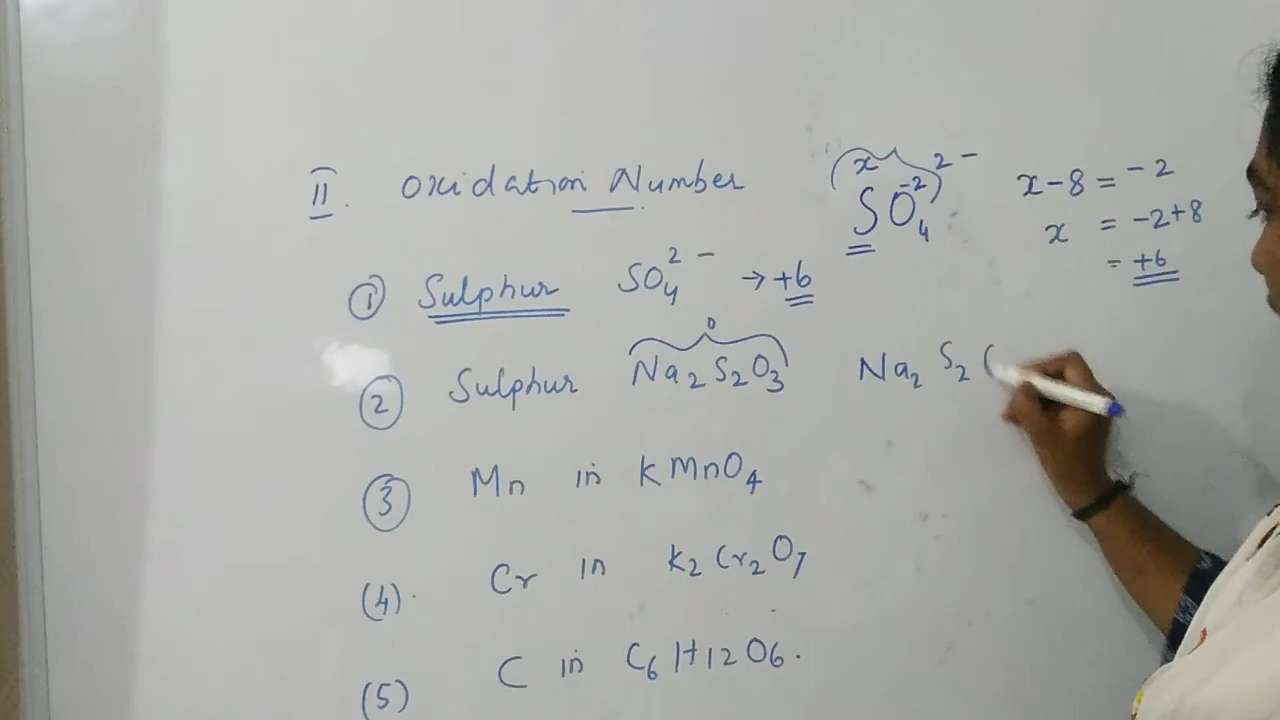 II. Oxidation Number
x 2-
-2
SO4
x-8 = -2
x = -2+8
= +6
① Sulphur SO4 2- → +6
0
② Sulphur Na2S2O3 Na2 S2
③ Mn in KMnO4
(4). Cr in K2Cr2O7
(5) C in C6H12O6.